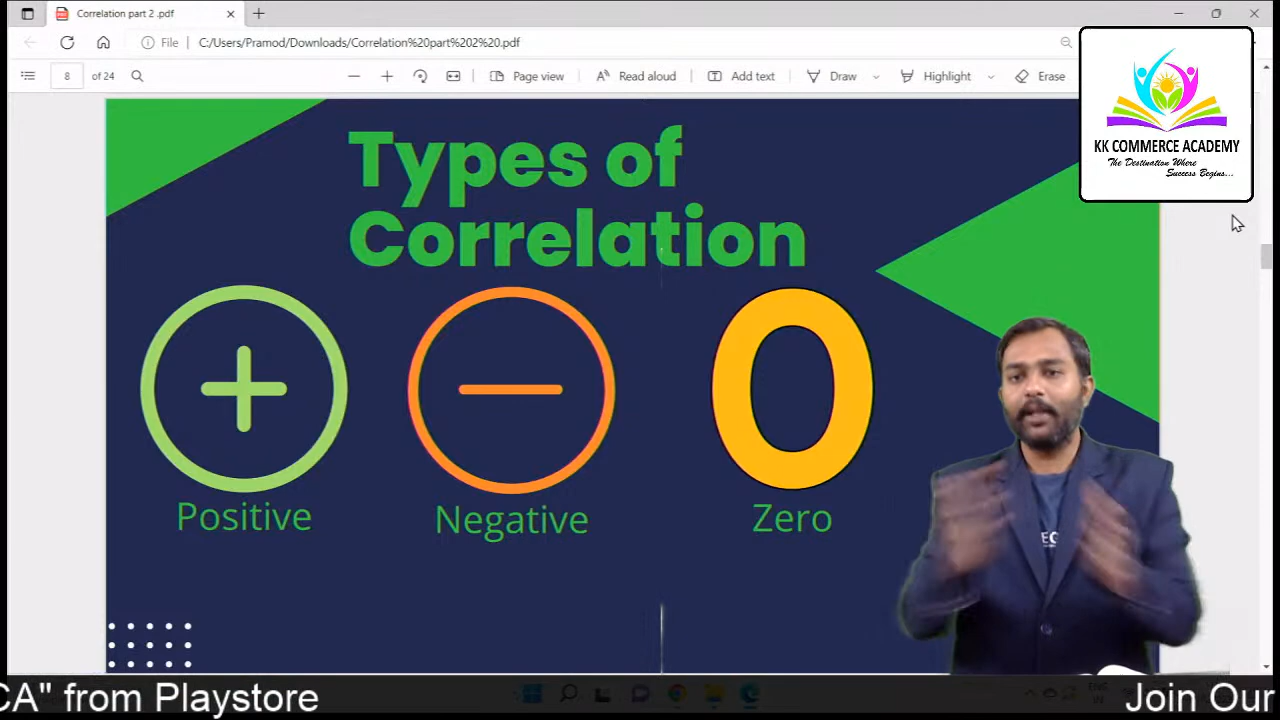 Correlation part 2 .pdf
File
C:/Users/Pramod/Downloads/Correlation%20part%202%20.pdf
8 of 24
Page view
Read aloud
Add text
Draw
Highlight
Erase
KK COMMERCE ACADEMY
The Destination Where
Success Begins...
Types of
Correlation
Positive
Negative
0
Zero
CA" from Playstore
Join Our